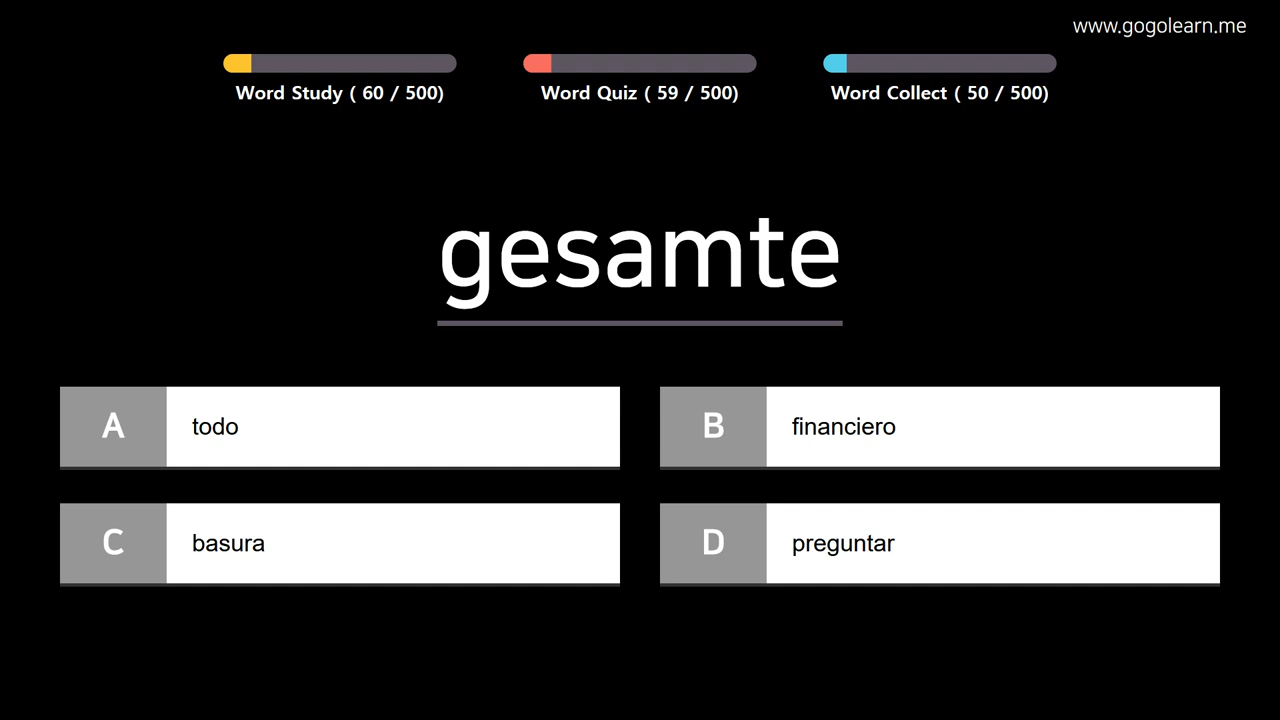 www.gogolearn.me
Word Study ( 60 / 500)
Word Quiz ( 59 / 500)
Word Collect ( 50 / 500)
gesamte
A todo
B financiero
C basura
D preguntar